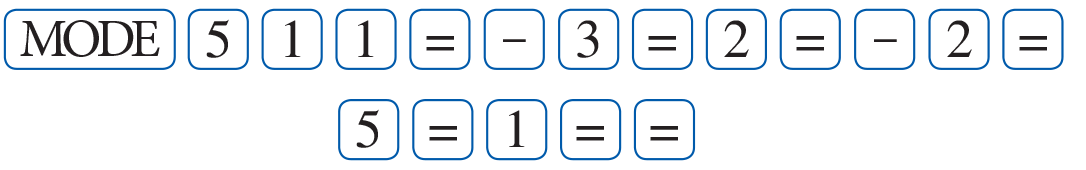 MODE 5 1 1 = − 3 = 2 = − 2 =
5 = 1 = =